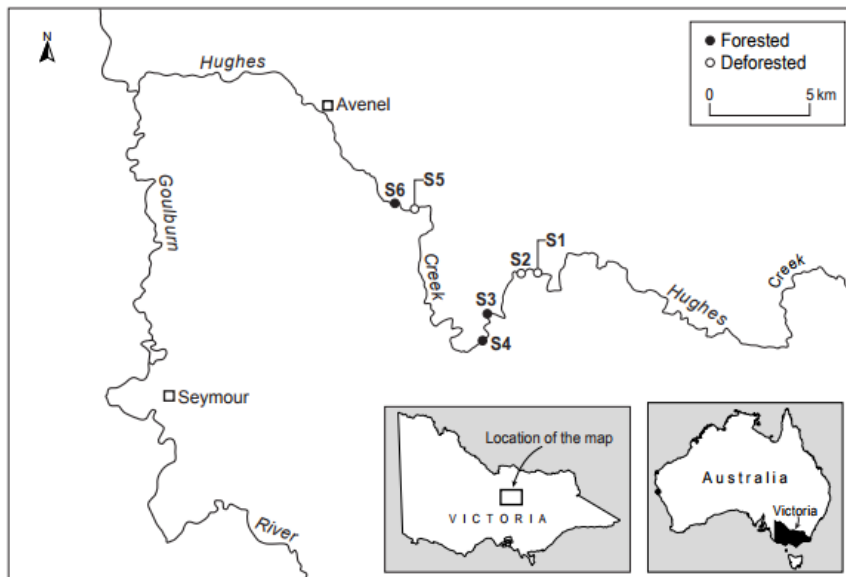 N
Hughes
Forested
Deforested
0 5 km
Avenel
S6 S5
Goulburn
Creek
S2 S1
S3
S4
Hughes
Creek
Seymour
River
Location of the map
VICTORIA
Australia
Victoria